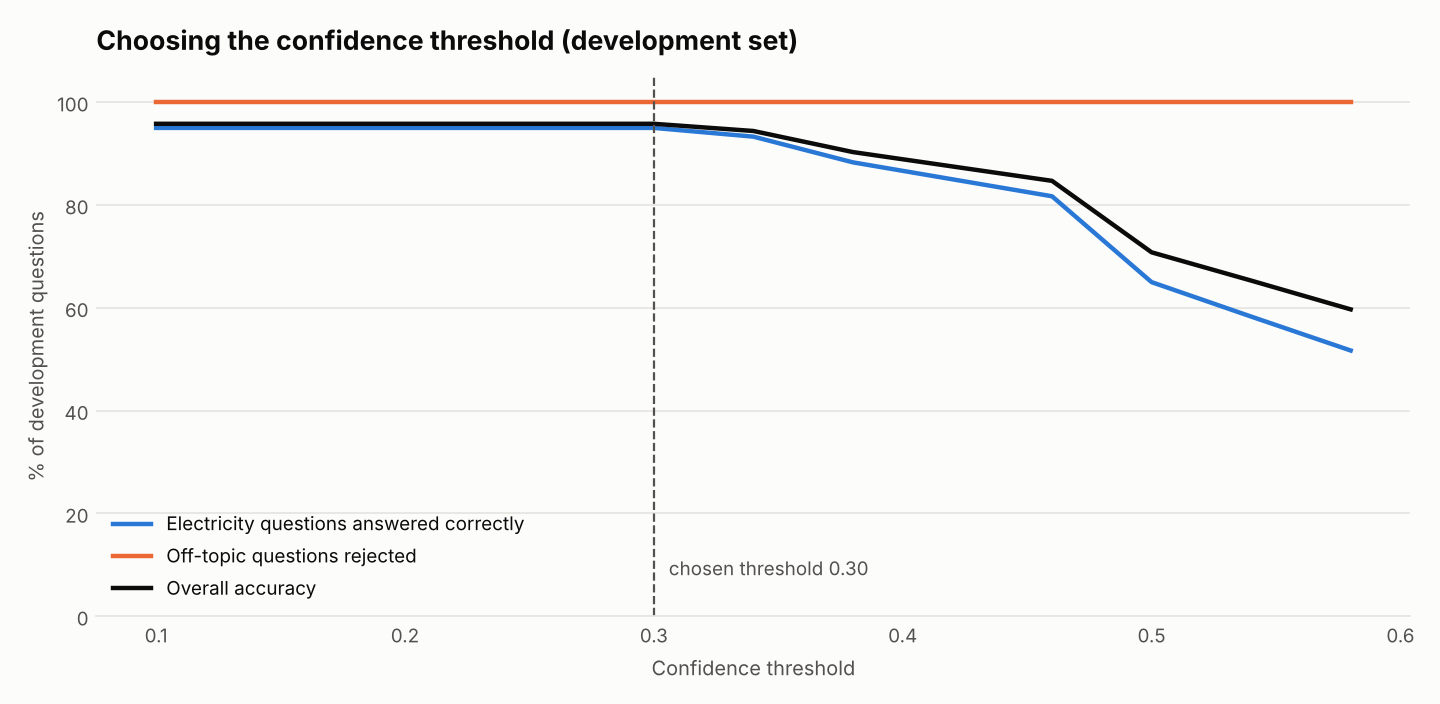 Choosing the confidence threshold (development set)
100
80
60
40
20
0
% of development questions
Electricity questions answered correctly
Off-topic questions rejected
Overall accuracy
chosen threshold 0.30
0.1 0.2 0.3 0.4 0.5 0.6
Confidence threshold